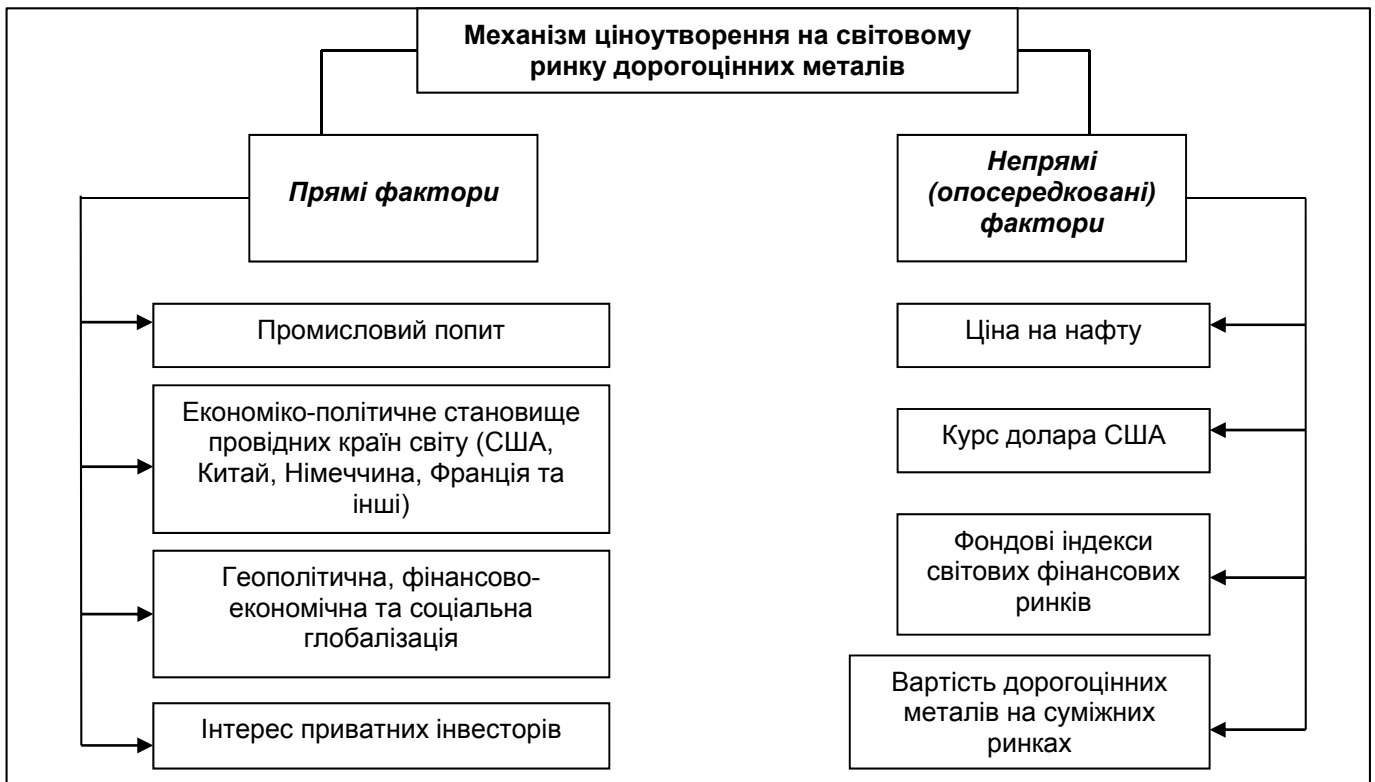 Механізм ціноутворення на світовому
ринку дорогоцінних металів
Прямі фактори
Непрямі
(опосередковані)
фактори
Промисловий попит
Економіко-політичне становище
провідних країн світу (США,
Китай, Німеччина, Франція та
інші)
Геополітична, фінансово-
економічна та соціальна
глобалізація
Інтерес приватних інвесторів
Ціна на нафту
Курс долара США
Фондові індекси
світових фінансових
ринків
Вартість дорогоцінних
металів на суміжних
ринках